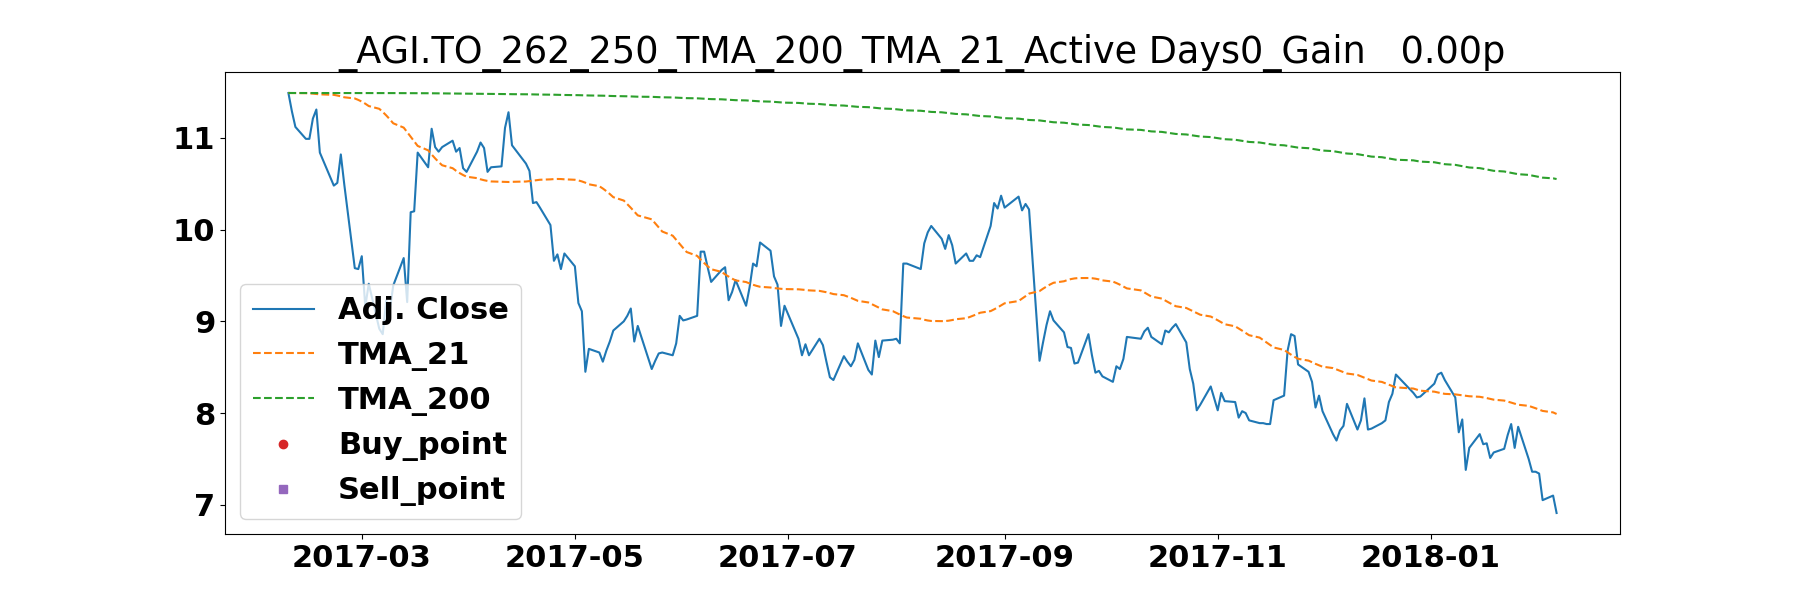 _AGI.TO_262_250_TMA_200_TMA_21_Active Days0_Gain   0.00p
11
10
9
8
7
Adj. Close
TMA_21
TMA_200
Buy_point
Sell_point
2017-03 2017-05 2017-07 2017-09 2017-11 2018-01